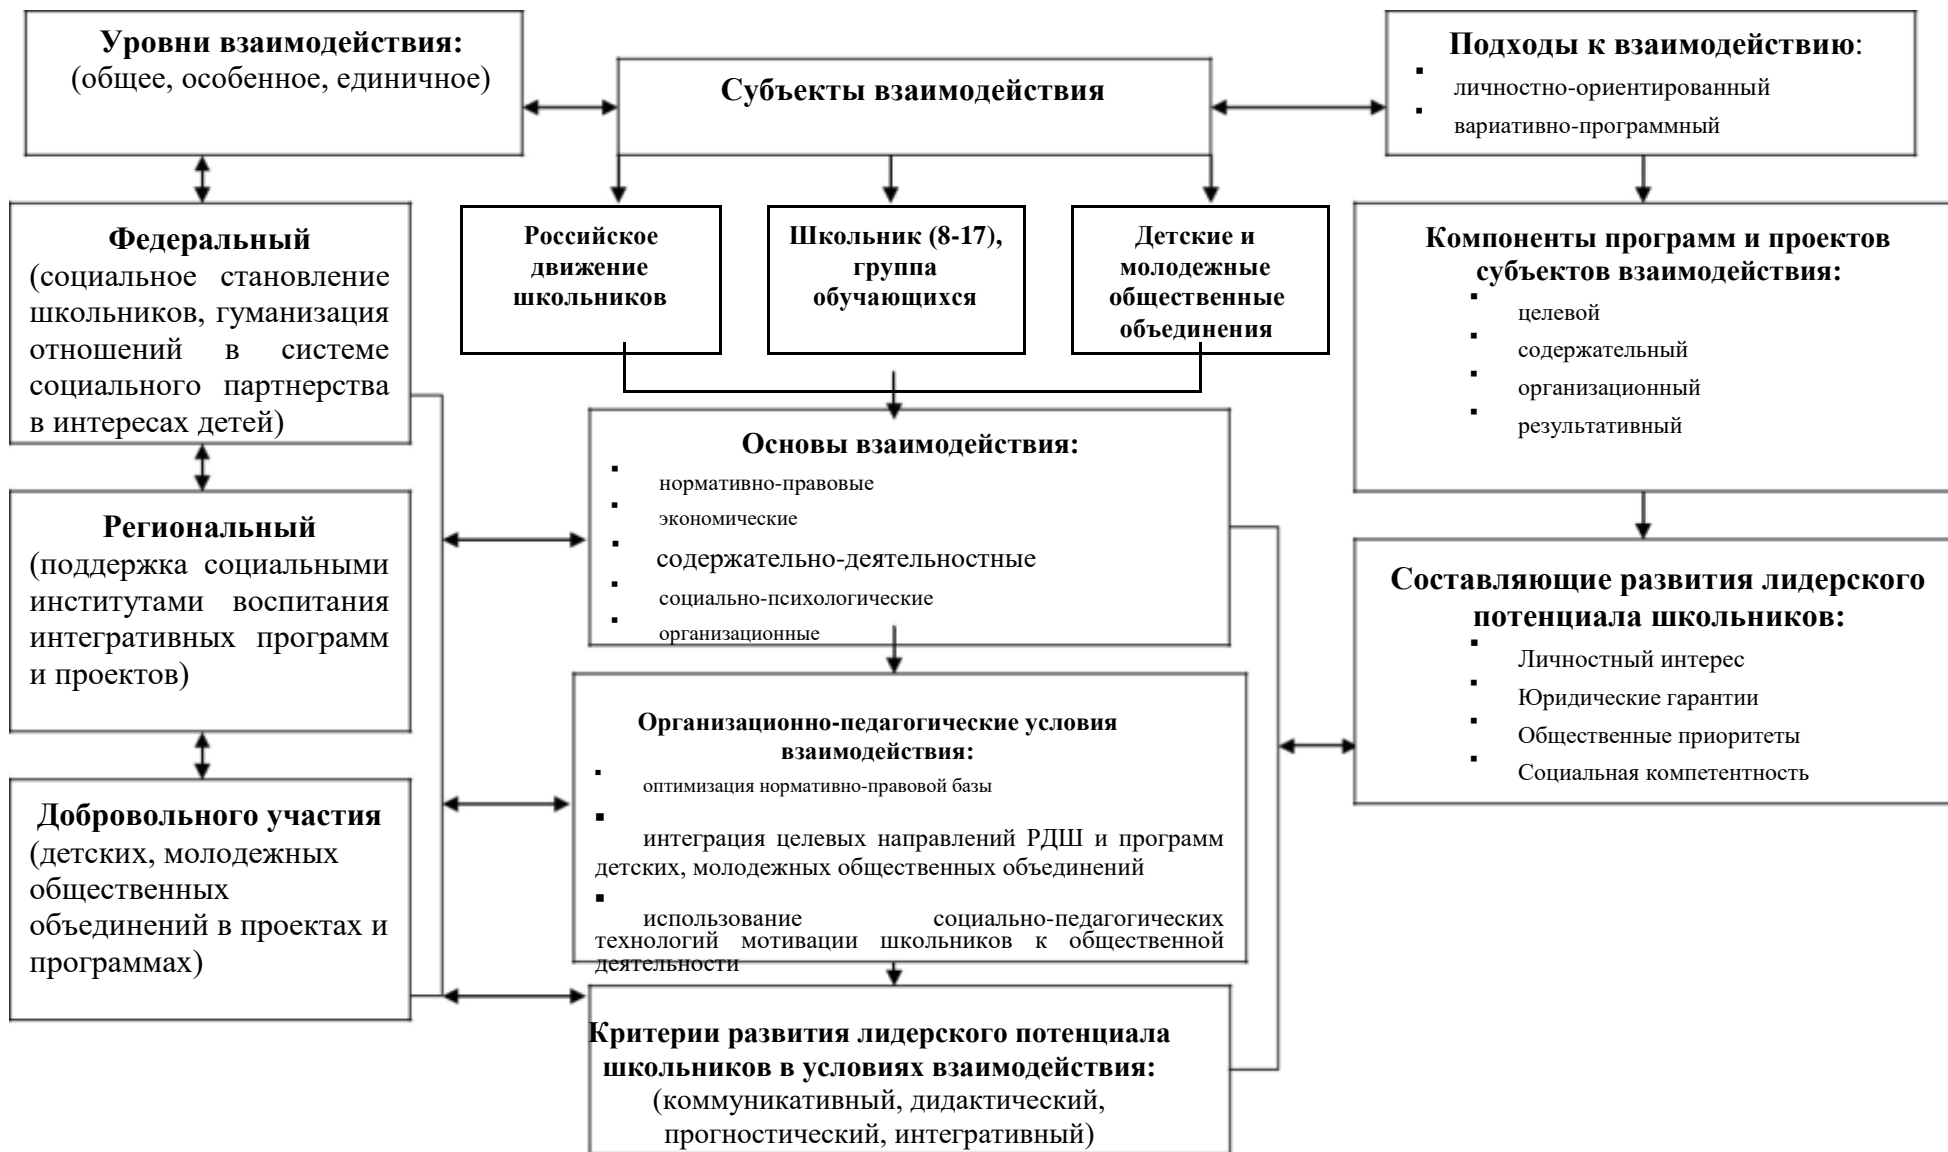 Уровни взаимодействия:
(общее, особенное, единичное)
Субъекты взаимодействия
Подходы к взаимодействию:
▪ личностно-ориентированный
▪ вариативно-программный
Федеральный
(социальное становление
школьников, гуманизация
отношений в системе
социального партнерства
в интересах детей)
Российское
движение
школьников
Школьник (8-17),
группа
обучающихся
Детские и
молодежные
общественные
объединения
Компоненты программ и проектов
субъектов взаимодействия:
▪ целевой
▪ содержательный
▪ организационный
▪ результативный
Региональный
(поддержка социальными
институтами воспитания
интегративных программ
и проектов)
Основы взаимодействия:
▪ нормативно-правовые
▪ экономические
▪ содержательно-деятельностные
▪ социально-психологические
▪ организационные
Составляющие развития лидерского
потенциала школьников:
▪ Личностный интерес
▪ Юридические гарантии
▪ Общественные приоритеты
▪ Социальная компетентность
Добровольного участия
(детских, молодежных
общественных
объединений в проектах и
программах)
Организационно-педагогические условия
взаимодействия:
▪ оптимизация нормативно-правовой базы
▪ интеграция целевых направлений РДШ и программ
детских, молодежных общественных объединений
▪ использование социально-педагогических
технологий мотивации школьников к общественной
деятельности
Критерии развития лидерского потенциала
школьников в условиях взаимодействия:
(коммуникативный, дидактический,
прогностический, интегративный)